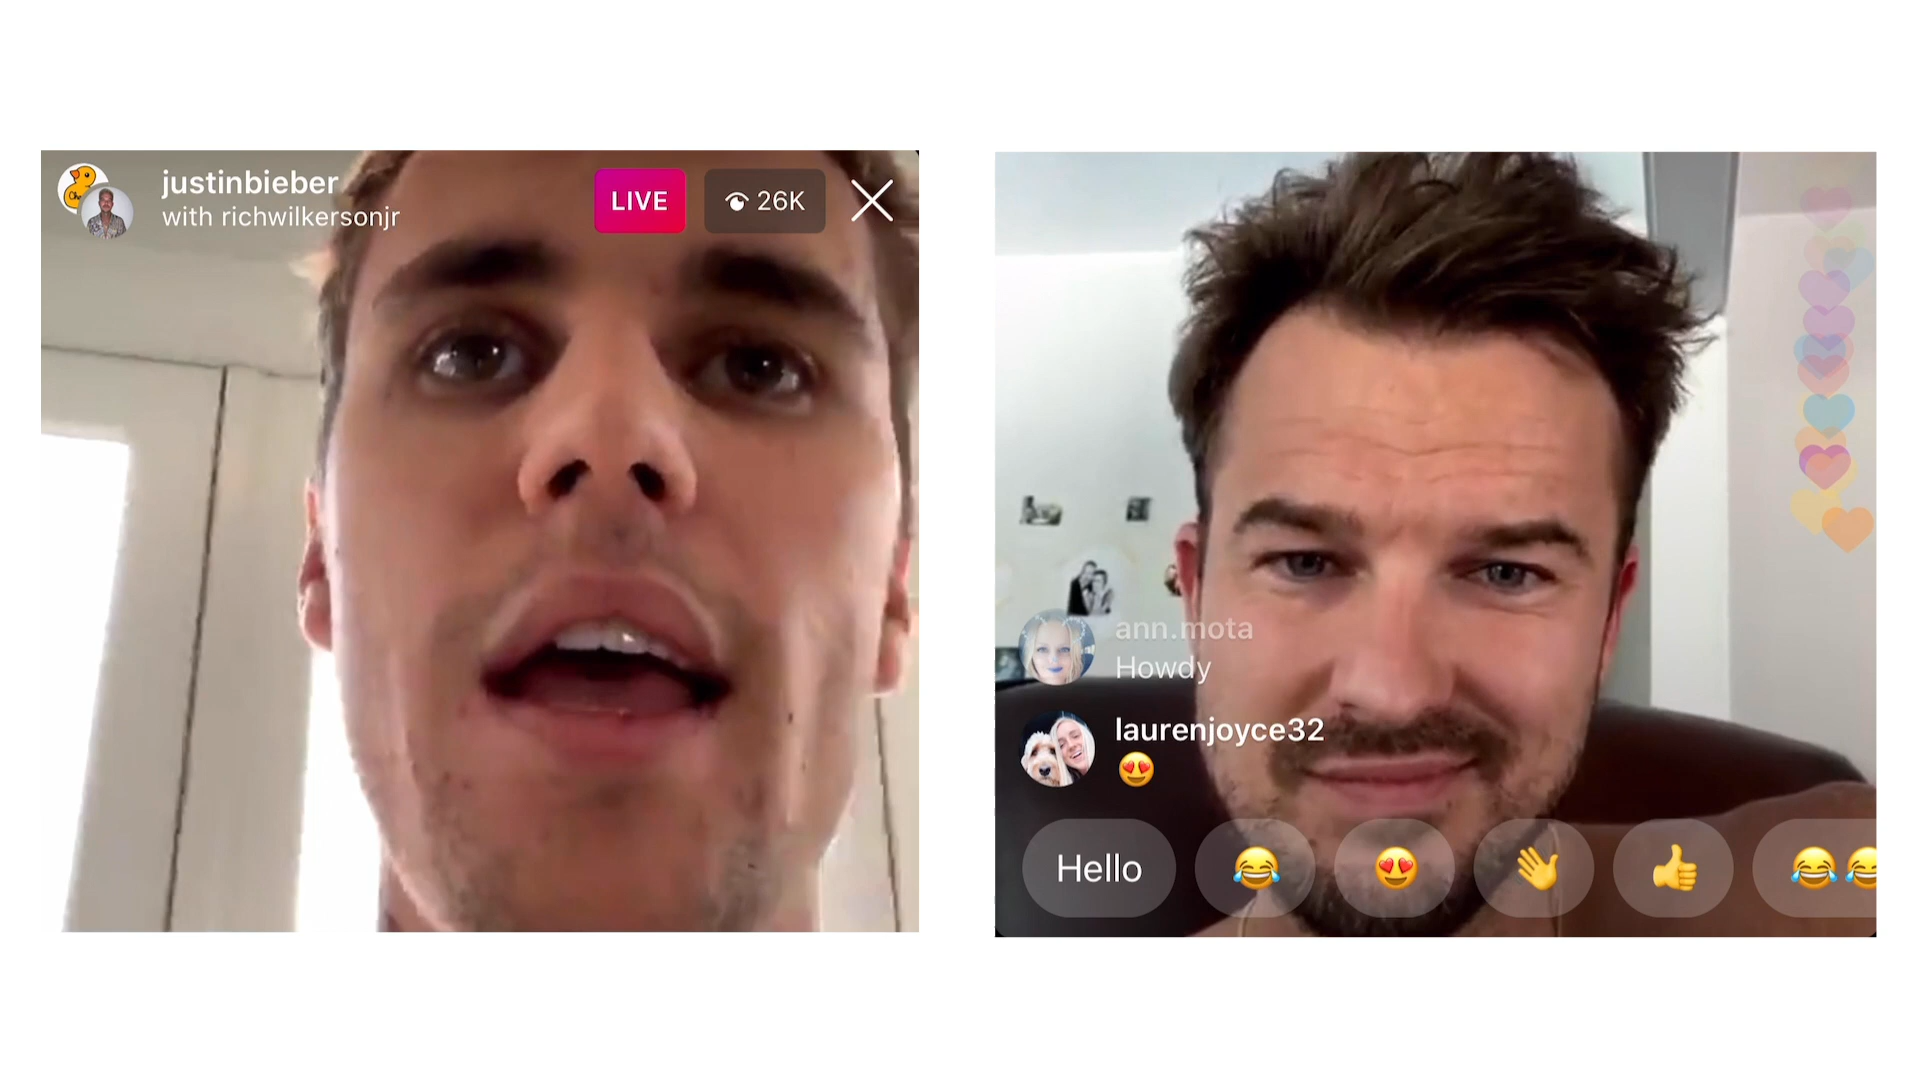 justinbieber
with richwilkersonjr
LIVE
26K
ann.mota
Howdy
laurenjoyce32
😍
Hello